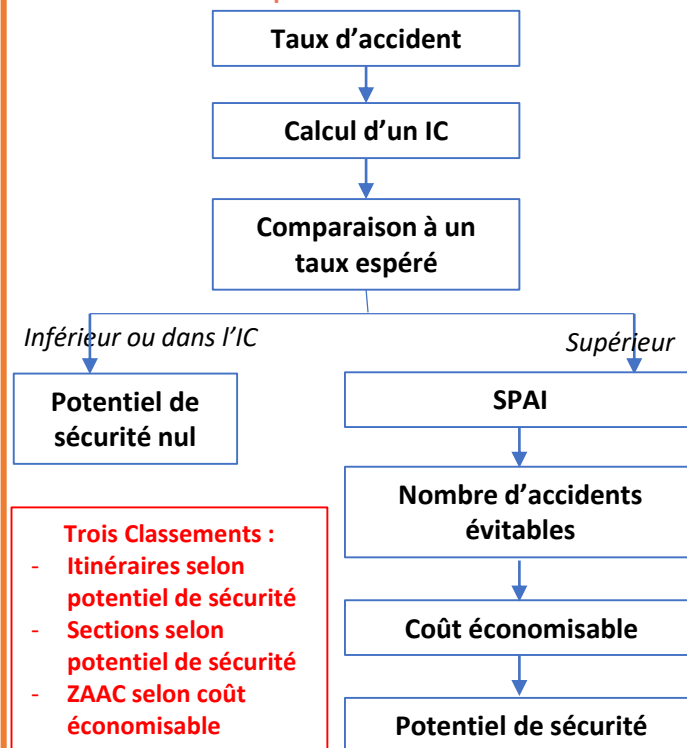 Taux d’accident
Calcul d’un IC
Comparaison à un
taux espéré
Inférieur ou dans l’IC
Supérieur
Potentiel de
sécurité nul
SPAI
Nombre d’accidents
évitables
Trois Classements :
- Itinéraires selon
potentiel de sécurité
- Sections selon
potentiel de sécurité
- ZAAC selon coût
économisable
Coût économisable
Potentiel de sécurité